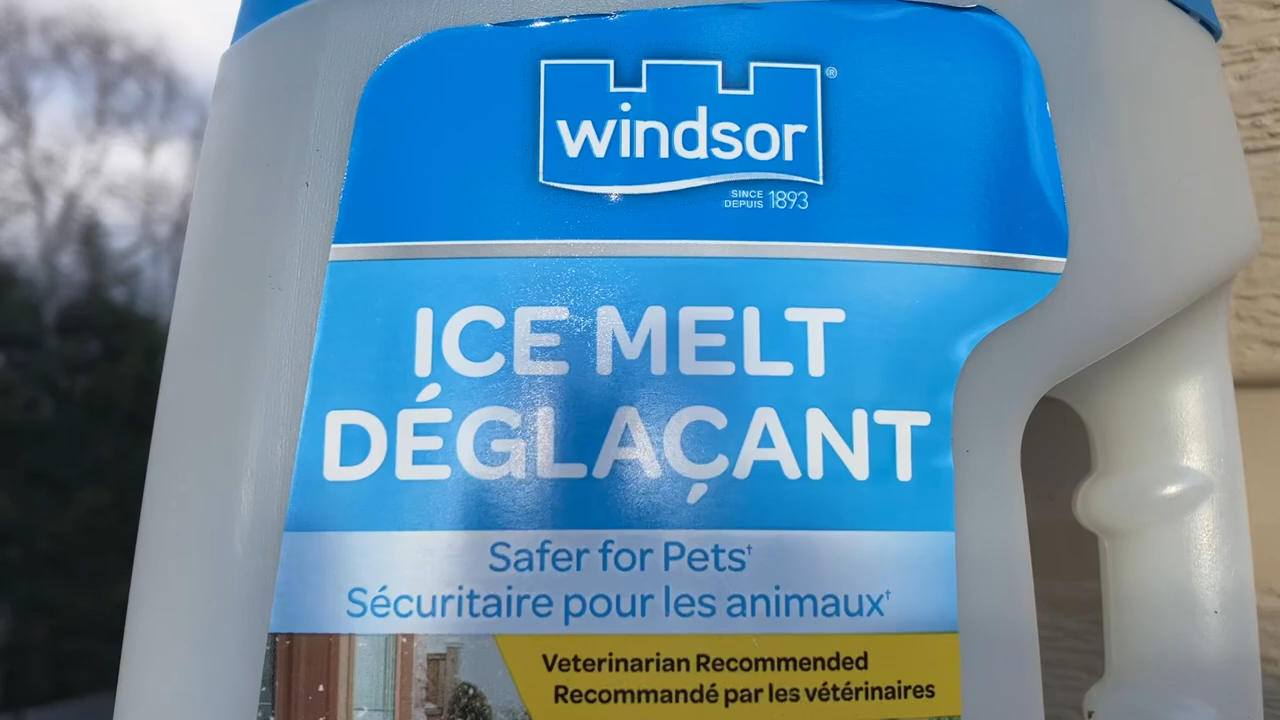 windsor®
SINCE
DEPUIS 1893
ICE MELT
DÉGLAÇANT
Safer for Pets†
Sécuritaire pour les animaux†
Veterinarian Recommended
Recommandé par les vétérinaires